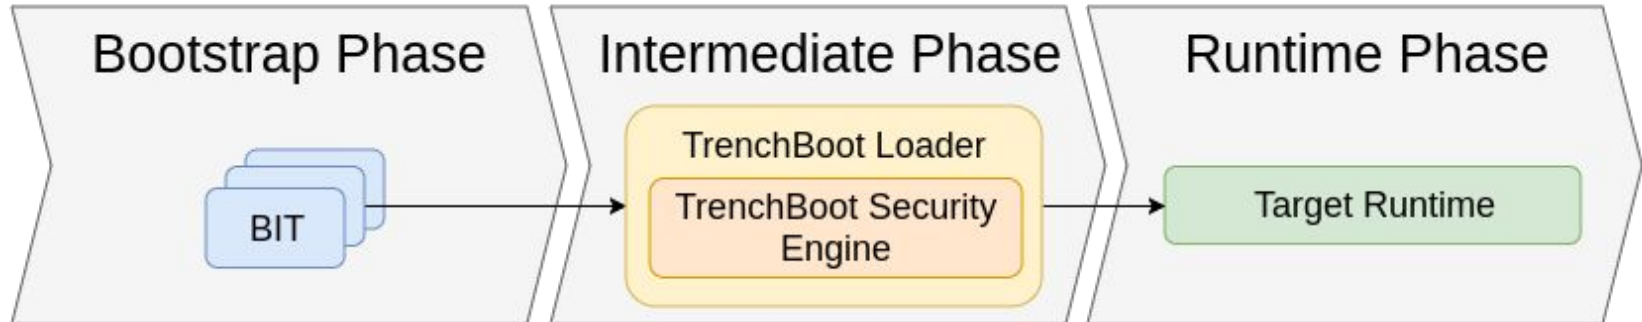 Bootstrap Phase
Intermediate Phase
Runtime Phase
BIT
TrenchBoot Loader
TrenchBoot Security
Engine
Target Runtime